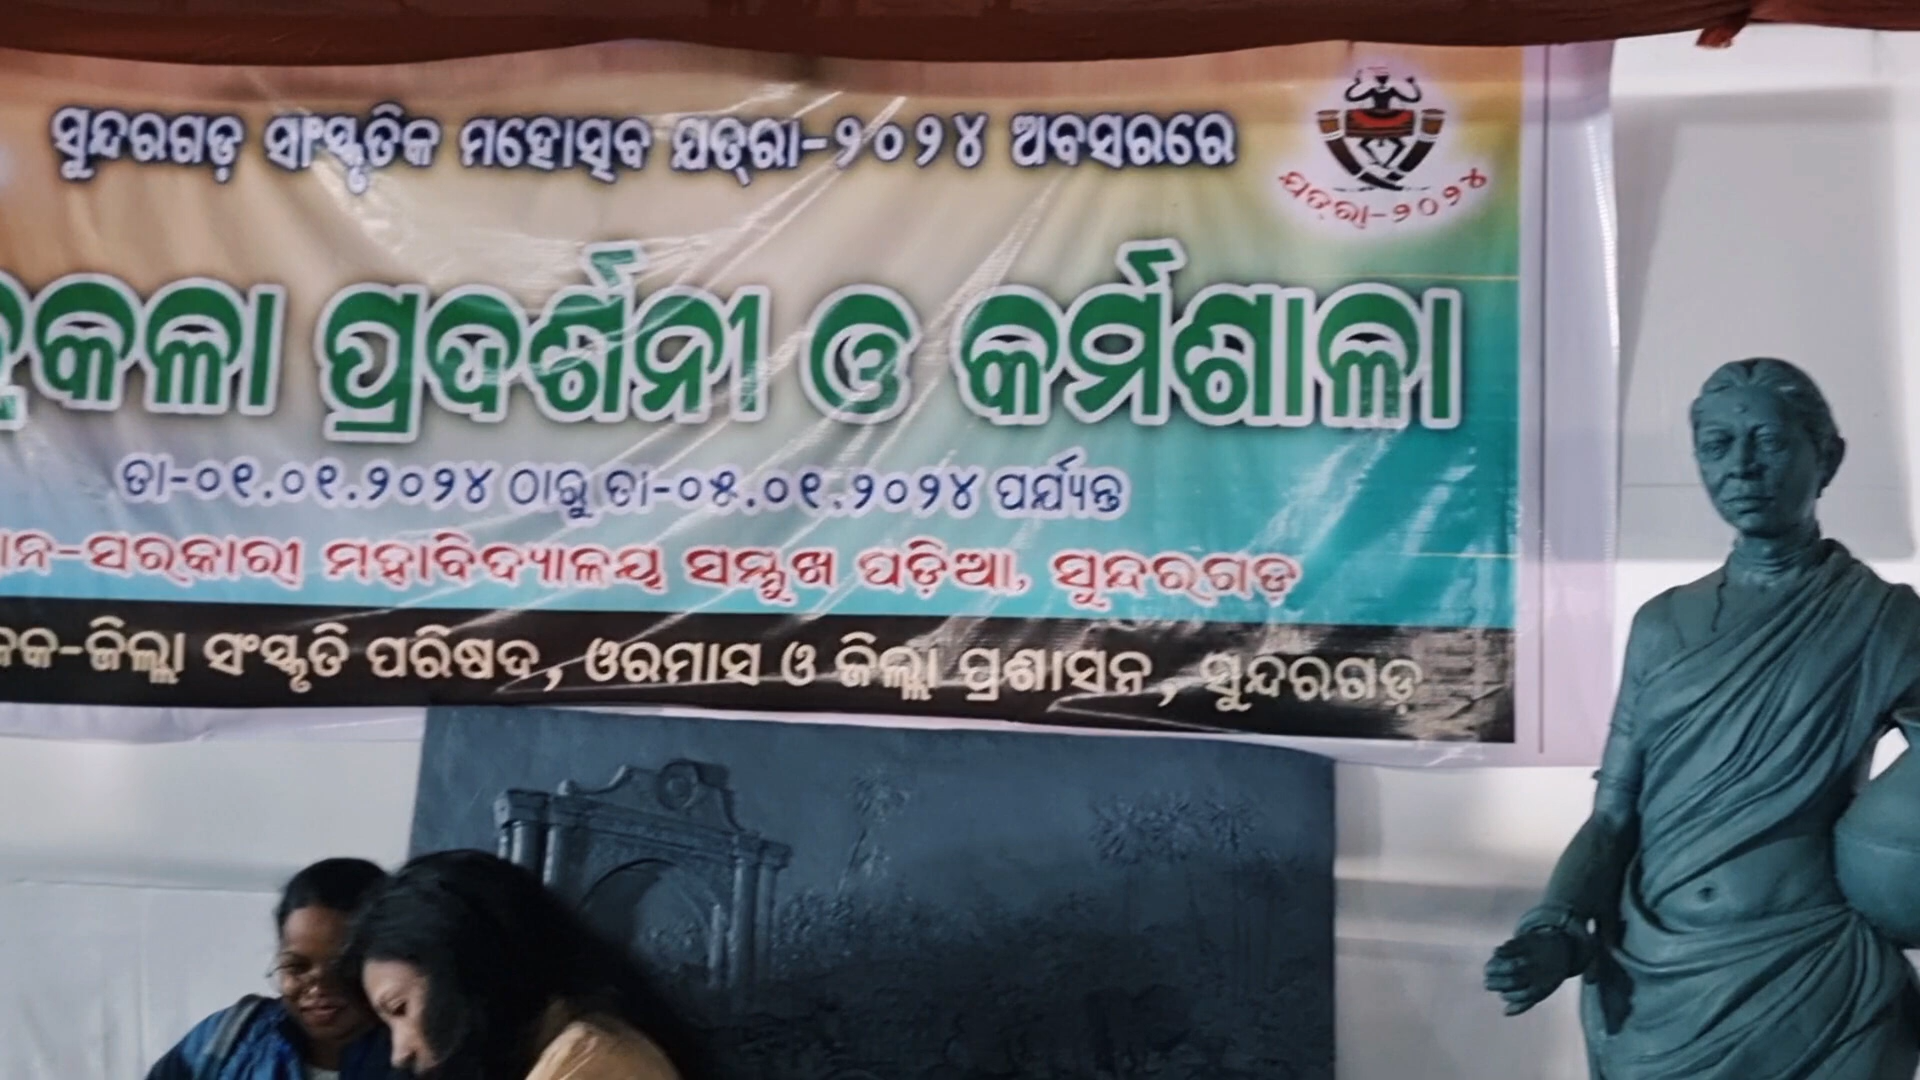 ସୁନ୍ଦରଗଡ଼ ସାଂସ୍କୃତିକ ମହୋତ୍ସବ ଯତ୍‌ରା-୨୦୨୪ ଅବସରରେ
ଯତ୍‌ରା-୨୦୨୪
ପ୍ରଦର୍ଶନୀ ଓ କର୍ମଶାଳା
ତା-୦୧.୦୧.୨୦୨୪ ଠାରୁ ତା-୦୫.୦୧.୨୦୨୪ ପର୍ଯ୍ୟନ୍ତ
ସରକାରୀ ମହାବିଦ୍ୟାଳୟ ସମ୍ମୁଖ ପଡ଼ିଆ, ସୁନ୍ଦରଗଡ଼
ଜିଲ୍ଲା ସଂସ୍କୃତି ପରିଷଦ, ଓରମାସ ଓ ଜିଲ୍ଲା ପ୍ରଶାସନ, ସୁନ୍ଦରଗଡ଼